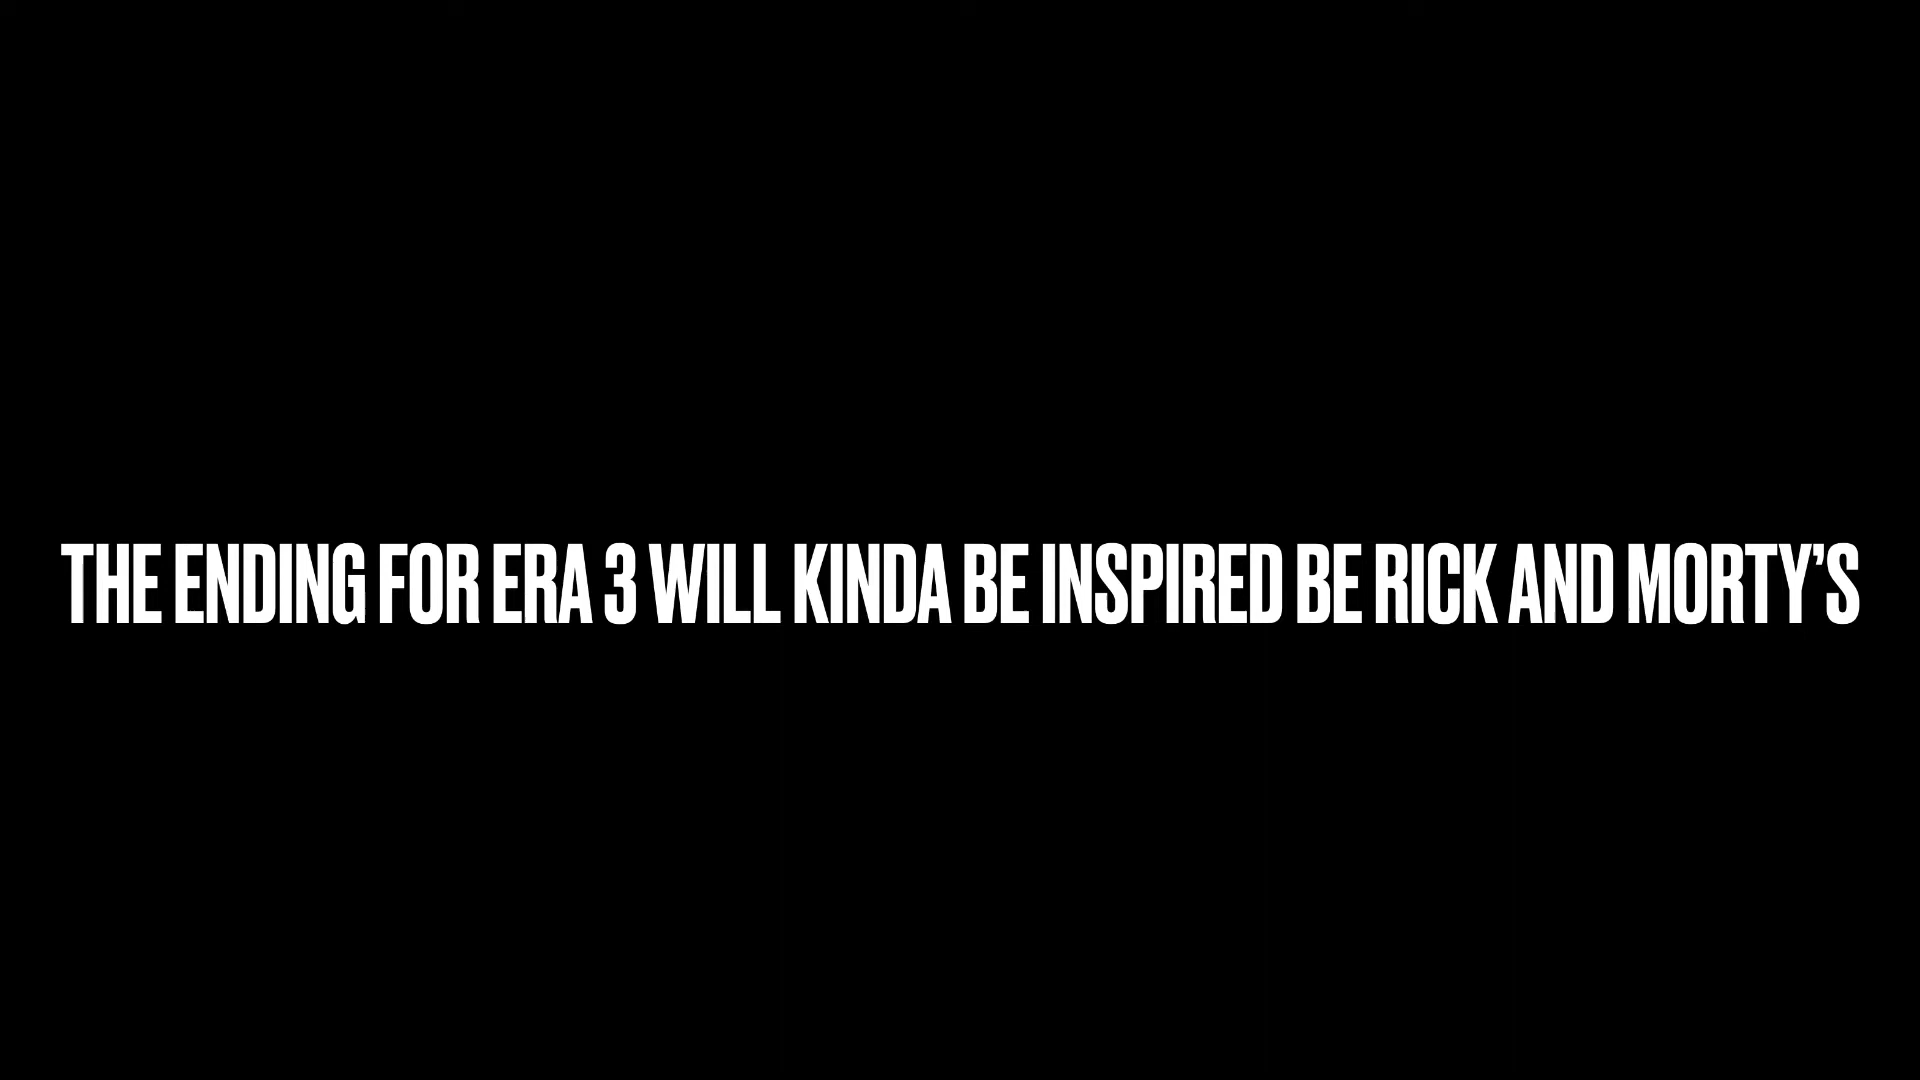 THE ENDING FOR ERA 3 WILL KINDA BE INSPIRED BE RICK AND MORTY’S